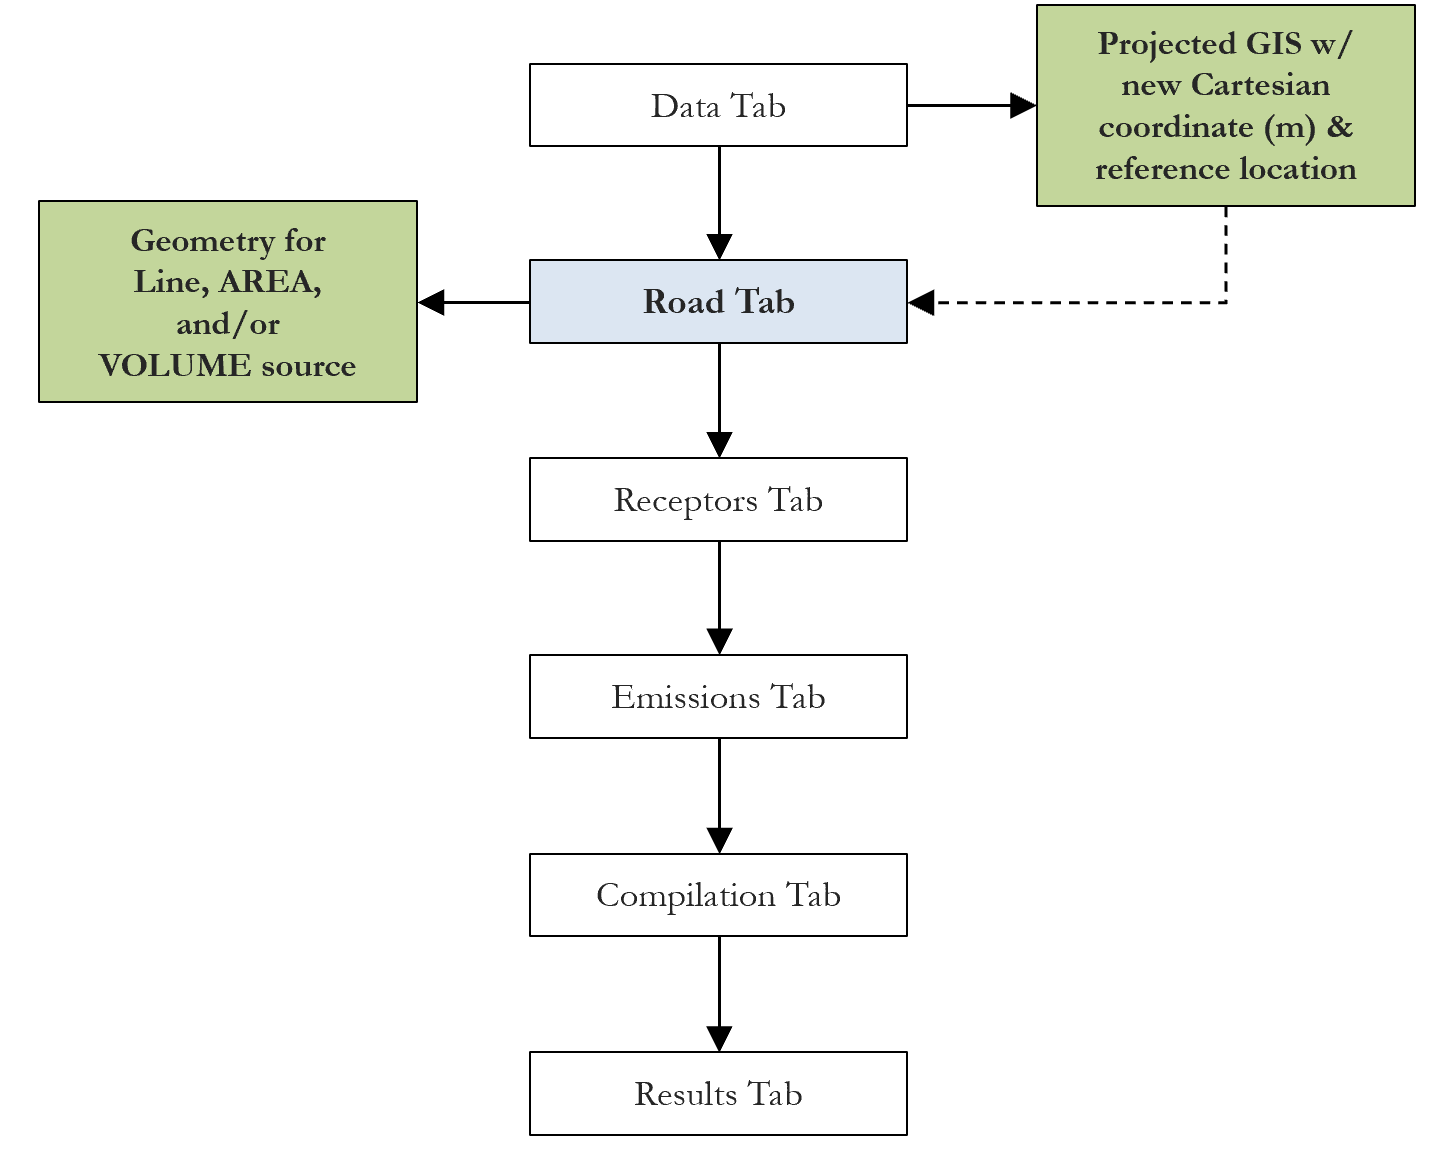 Projected GIS w/
new Cartesian
coordinate (m) &
reference location
Data Tab
Geometry for
Line, AREA,
and/or
VOLUME source
Road Tab
Receptors Tab
Emissions Tab
Compilation Tab
Results Tab